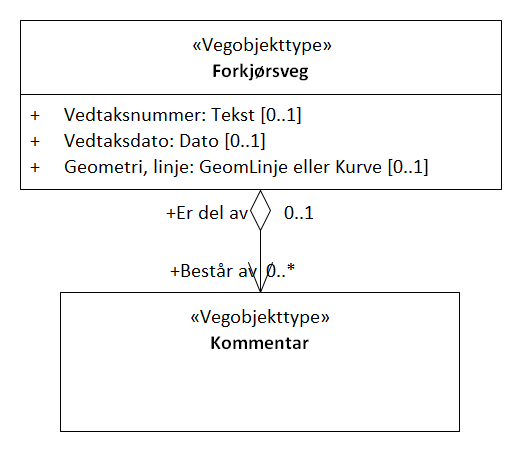 «Vegobjekttype»
Forkjørsveg
+ Vedtaksnummer: Tekst [0..1]
+ Vedtaksdato: Dato [0..1]
+ Geometri, linje: GeomLinje eller Kurve [0..1]
+Er del av 0..1
+Består av 0..*
«Vegobjekttype»
Kommentar